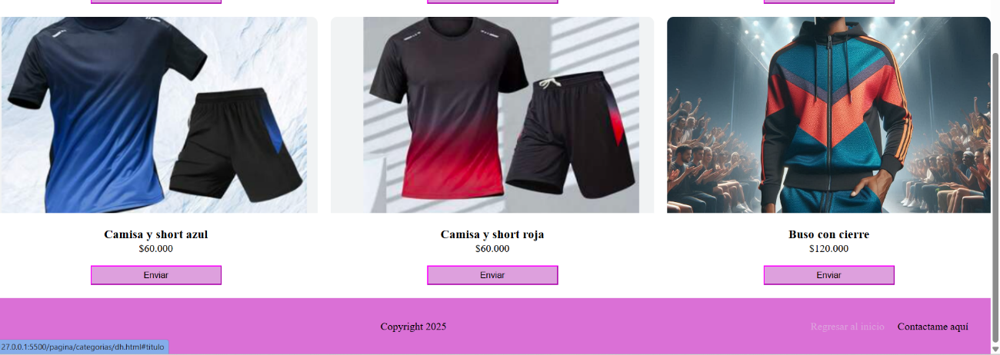 Camisa y short azul
$60.000
Enviar
Camisa y short roja
$60.000
Enviar
Buso con cierre
$120.000
Enviar
Copyright 2025
Regresar al inicio
Contactame aquí
27.0.0.1:5500/pagina/categorias/dh.html#titulo